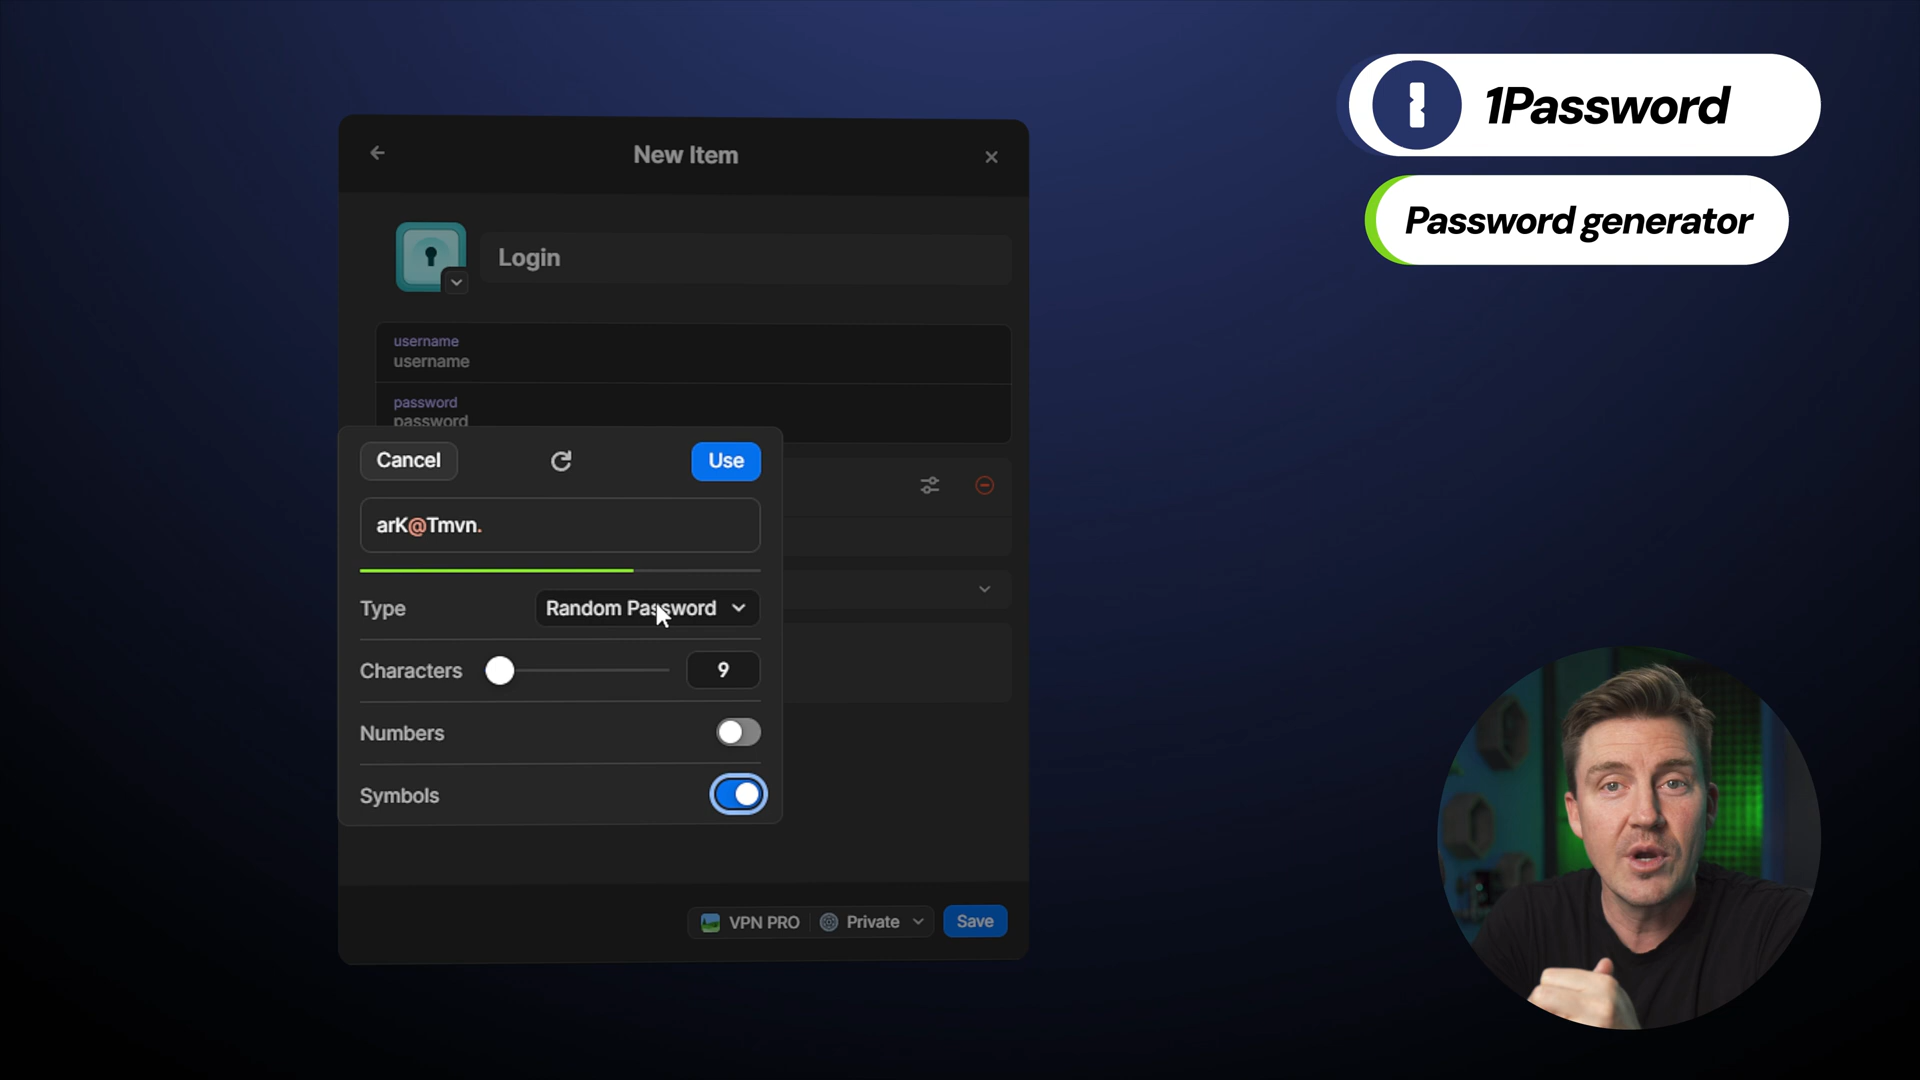 1Password
Password generator
New Item
Login
username
username
password
password
Cancel
Use
arK@Tmvn.
Type
Random Password
Characters
9
Numbers
Symbols
VPN PRO
Private
Save